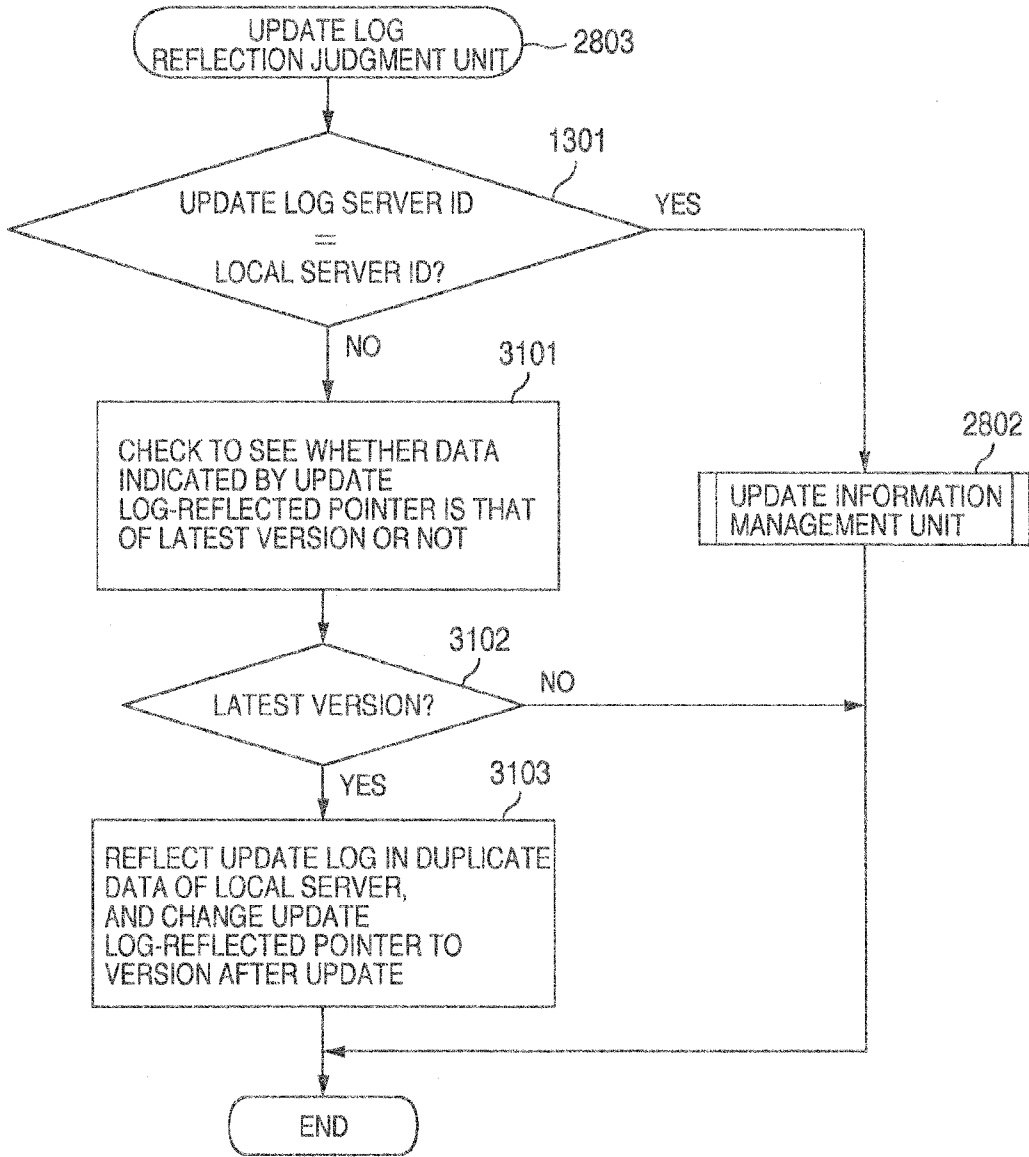 UPDATE LOG
REFLECTION JUDGMENT UNIT
2803
1301
UPDATE LOG SERVER ID
=
LOCAL SERVER ID?
YES
NO
3101
CHECK TO SEE WHETHER DATA
INDICATED BY UPDATE
LOG-REFLECTED POINTER IS THAT
OF LATEST VERSION OR NOT
2802
UPDATE INFORMATION
MANAGEMENT UNIT
3102
LATEST VERSION?
NO
YES
3103
REFLECT UPDATE LOG IN DUPLICATE
DATA OF LOCAL SERVER,
AND CHANGE UPDATE
LOG-REFLECTED POINTER TO
VERSION AFTER UPDATE
END